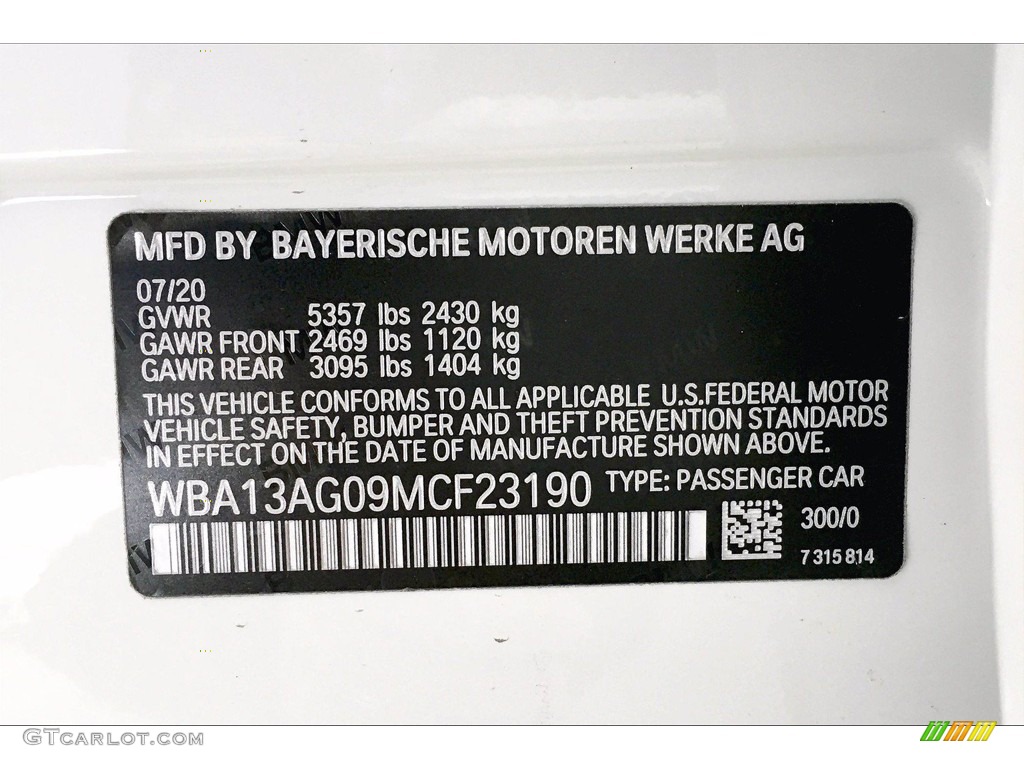 MFD BY BAYERISCHE MOTOREN WERKE AG
07/20
GVWR 5357 lbs 2430 kg
GAWR FRONT 2469 lbs 1120 kg
GAWR REAR 3095 lbs 1404 kg
THIS VEHICLE CONFORMS TO ALL APPLICABLE U.S.FEDERAL MOTOR
VEHICLE SAFETY, BUMPER AND THEFT PREVENTION STANDARDS
IN EFFECT ON THE DATE OF MANUFACTURE SHOWN ABOVE.
WBA13AG09MCF23190 TYPE: PASSENGER CAR
300/0
7315814
GTcarlot.com